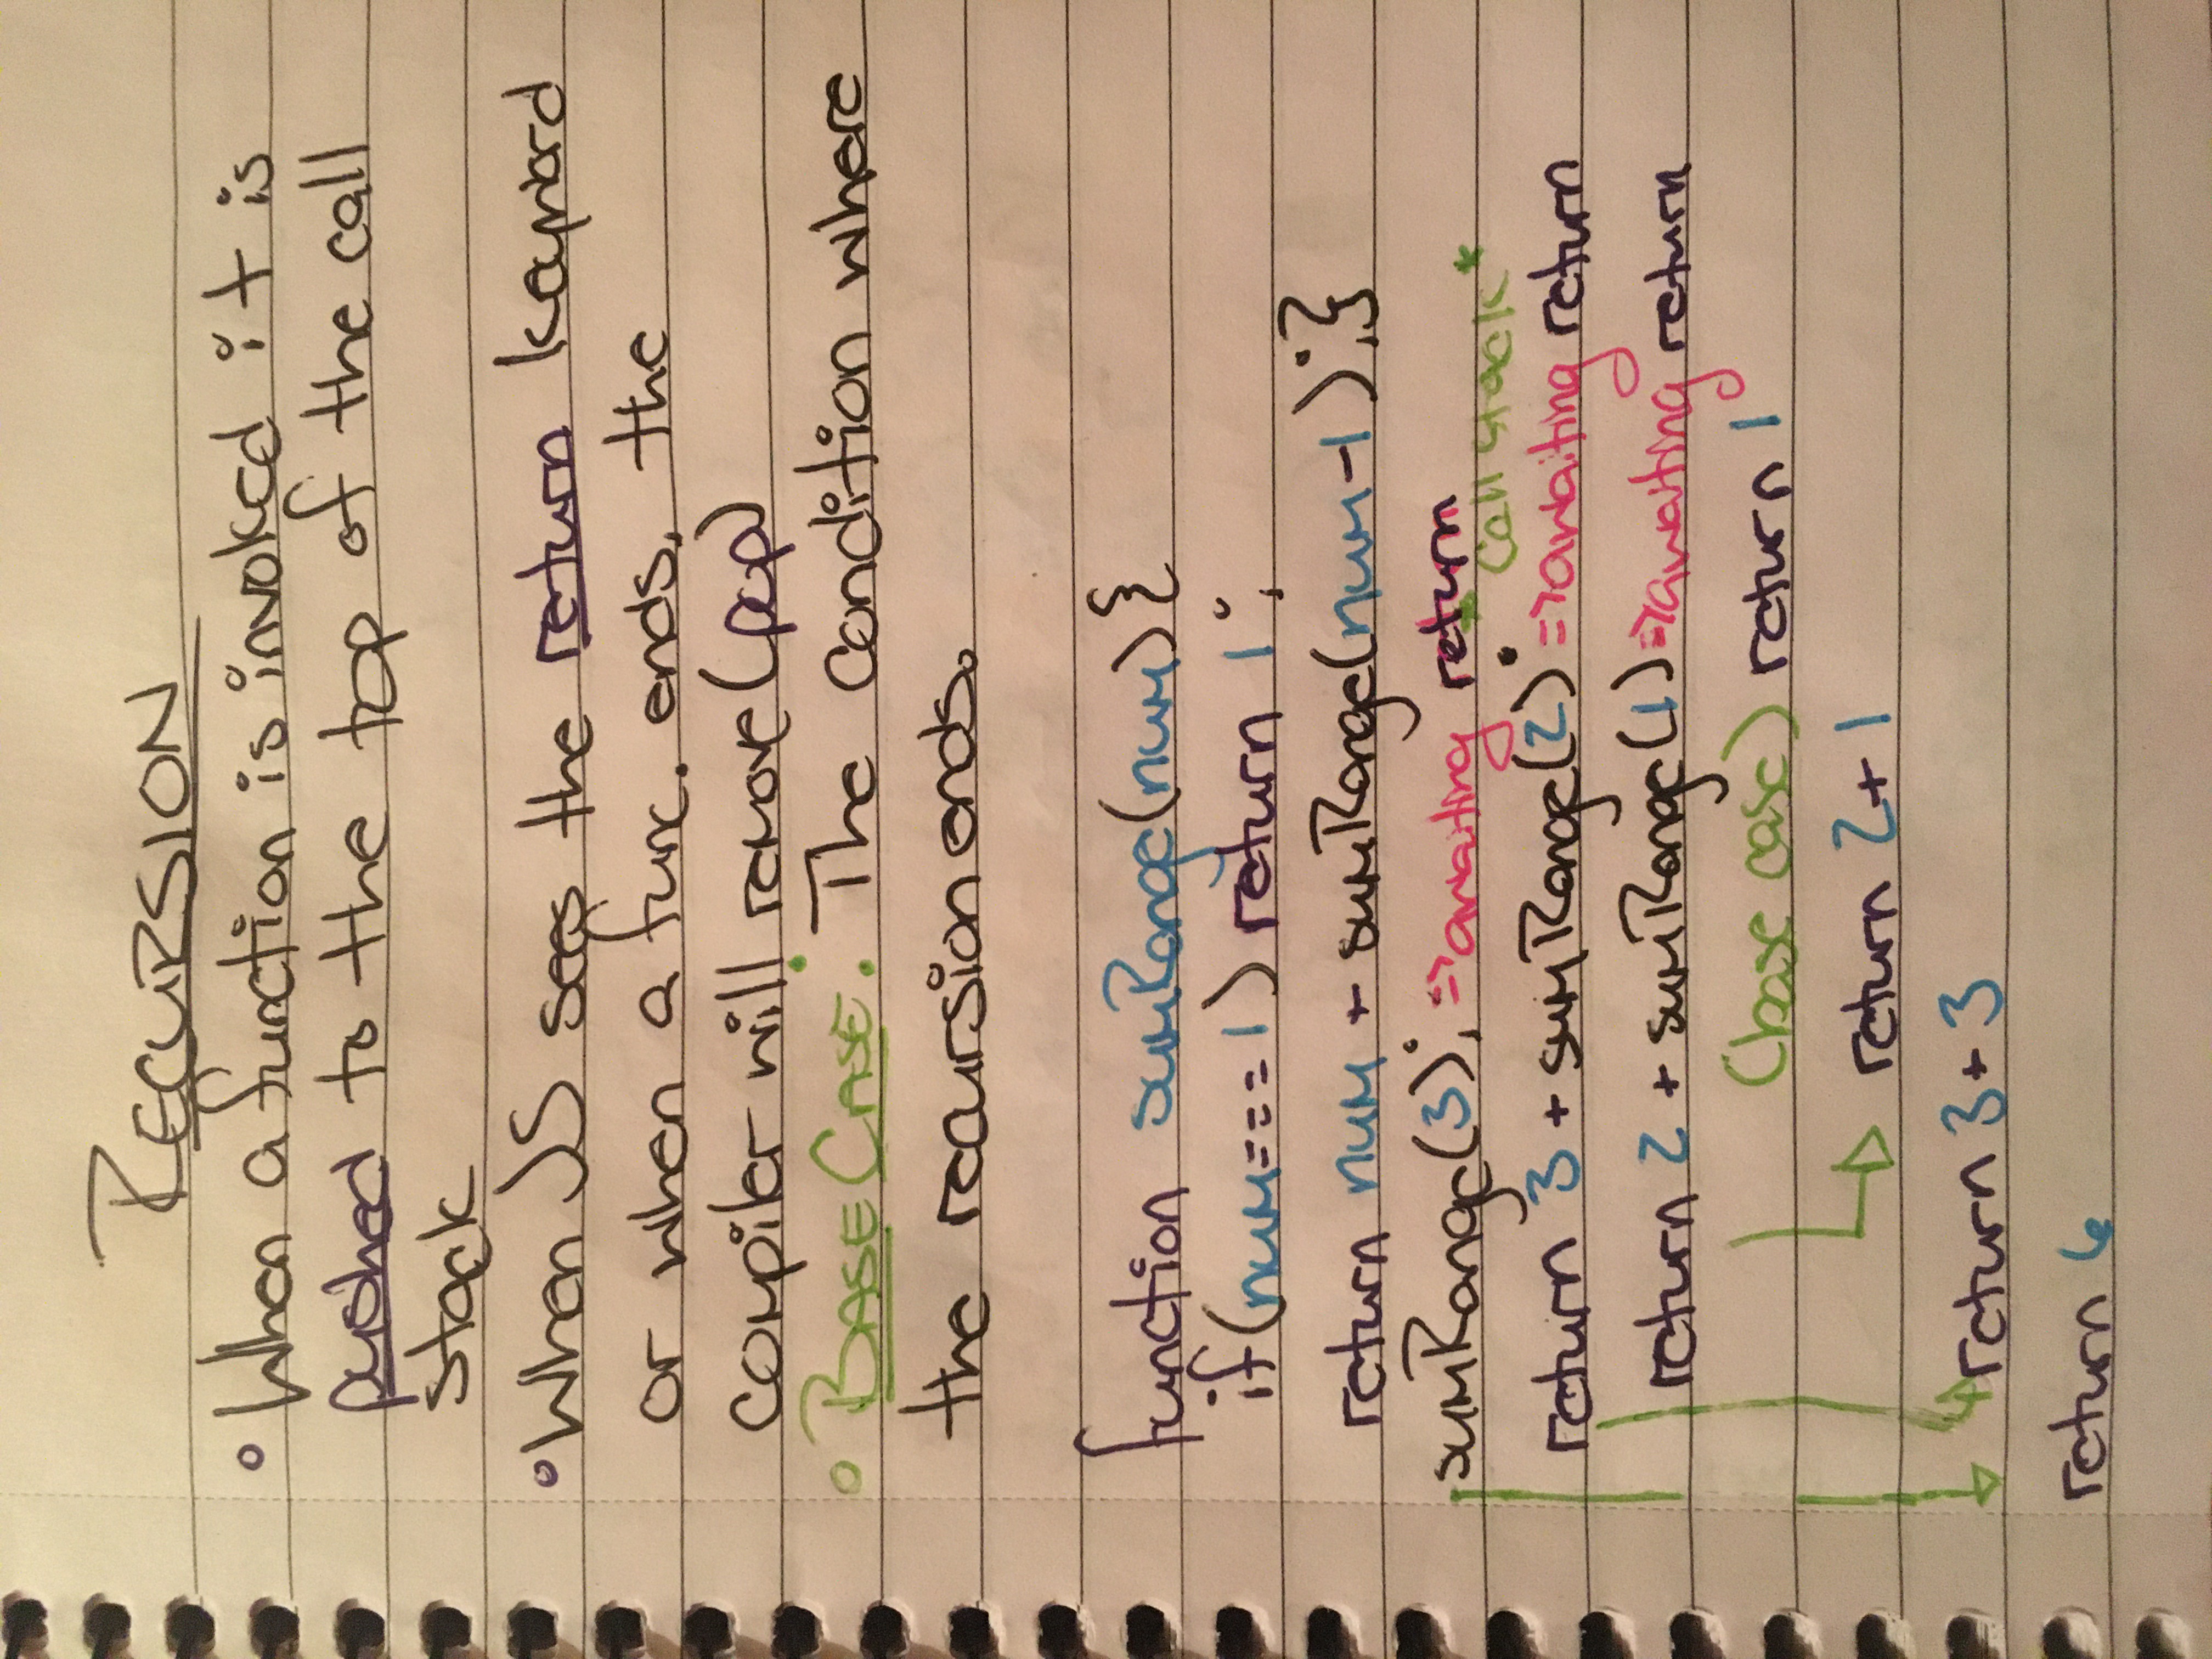 RECURSION
• When a function is invoked it is
pushed to the top of the call
stack
• When JS sees the return keyword
or when a func. ends, the
compiler will remove (pop)
• BASE CASE: The condition where
the recursion ends.
function sumRange(num) {
if(num===1) return 1;
return num + sumRange(num-1);}
sumRange(3); => awaiting return
*call stack*
return 3 + sumRange(2) => awaiting return
return 2 + sumRange(1) => awaiting return
(base case) return 1
return 2+1
return 3+3
return 6